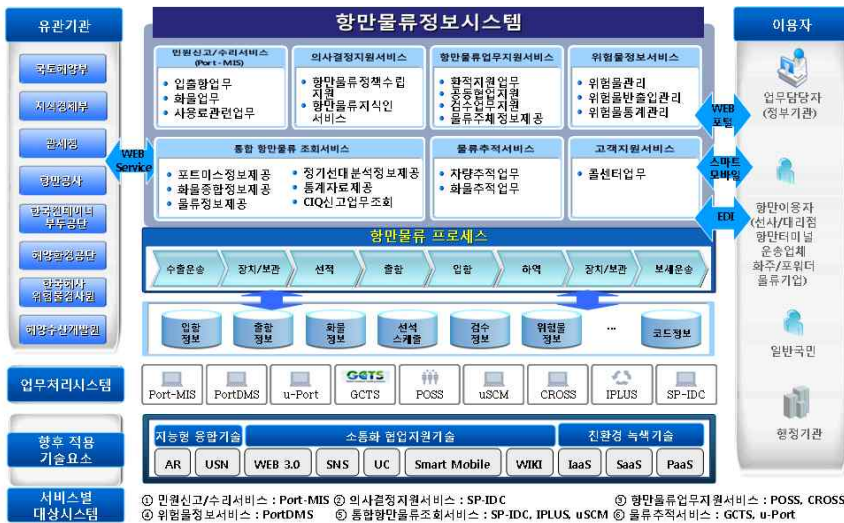 유관기관
국토해양부
지식경제부
관세청
항만공사
한국컨테이너
부두공단
해양환경공단
한국해사
위험물검사원
해양수산개발원
WEB
Service
항만물류정보시스템
민원신고/수리서비스
(Port-MIS)
• 입출항업무
• 화물업무
• 사용료관련업무
의사결정지원서비스
• 항만물류정책수립
지원
• 항만물류지식인
서비스
항만물류업무지원서비스
• 화적지원업무
• 공동협업지원
• 검수업무지원
• 물류주체정보제공
위험물정보서비스
• 위험물관리
• 위험물반출입관리
• 위험물통계관리
통합 항만물류 조회서비스
• 포트미스정보제공
• 화물종합정보제공
• 물류정보제공
• 정기선대분석정보제공
• 통계자료제공
• CIQ신고업무조회
물류추적서비스
• 차량추적업무
• 화물추적업무
고객지원서비스
• 콜센터업무
항만물류 프로세스
수출운송
장치/보관
선적
출항
입항
하역
장치/보관
보세운송
입항
정보
출항
정보
화물
정보
선석
스케줄
검수
정보
위험물
정보
...
코드정보
WEB
포털
스마트
모바일
EDI
이용자
업무담당자
(정부기관)
항만이용자
(선사/대리점
항만터미널
운송업체
화주/포워더
물류기업)
일반국민
행정기관
업무처리시스템
Port-MIS
PortDMS
u-Port
GCTS
GCTS
POSS
uSCM
CROSS
IPLUS
SP-IDC
향후 적용
기술요소
지능형 융합기술
소통화 협업지원기술
친환경 녹색기술
AR
USN
WEB 3.0
SNS
UC
Smart Mobile
WIKI
IaaS
SaaS
PaaS
서비스별
대상시스템
① 민원신고/수리서비스 : Port-MIS ② 의사결정지원서비스 : SP-IDC ③ 항만물류업무지원서비스 : POSS, CROSS
④ 위험물정보서비스 : PortDMS ⑤ 통합항만물류조회서비스 : SP-IDC, IPLUS, uSCM ⑥ 물류추적서비스 : GCTS, u-Port